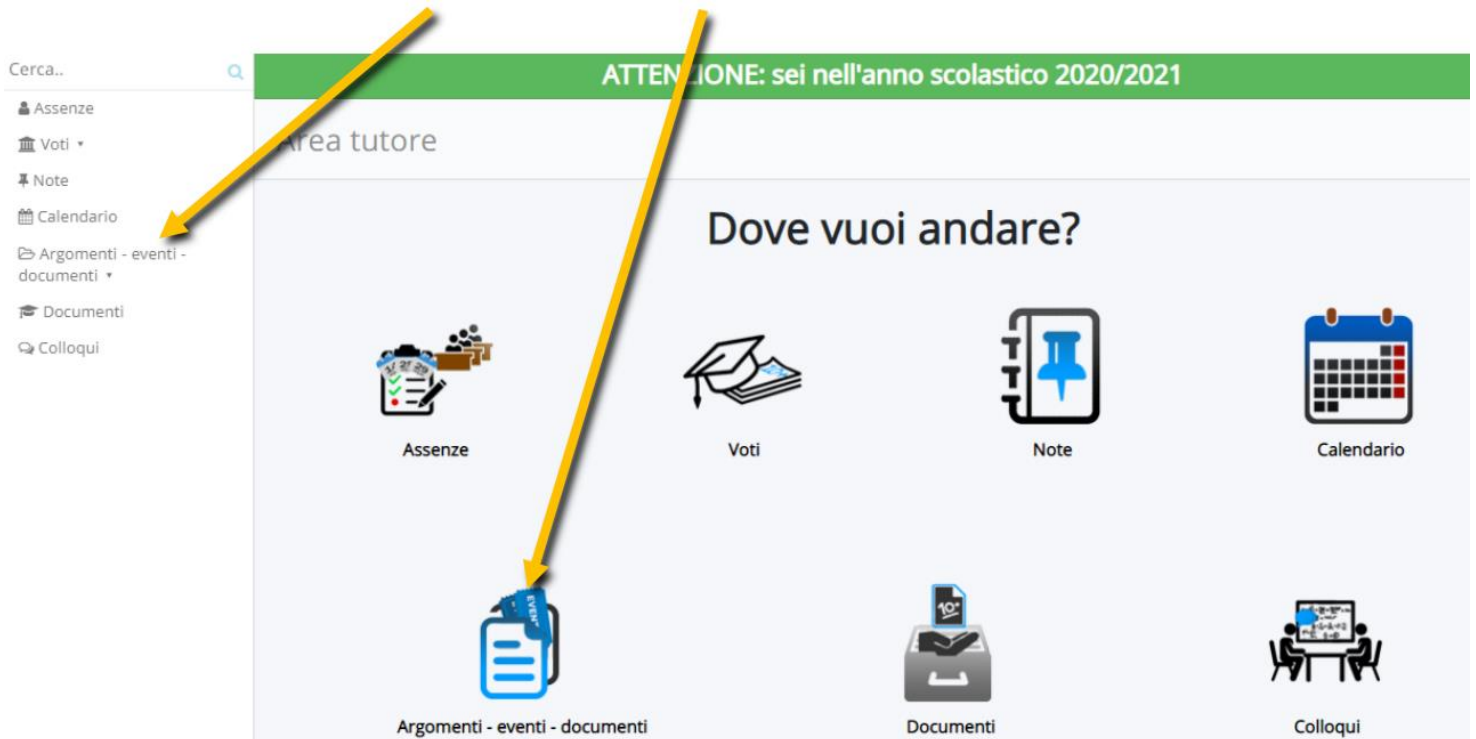 Cerca..
Assenze
Voti
Note
Calendario
Argomenti - eventi -
documenti
Documenti
Colloqui
ATTENZIONE: sei nell'anno scolastico 2020/2021
Area tutore
Dove vuoi andare?
Assenze
Voti
Note
Calendario
Argomenti - eventi - documenti
Documenti
Colloqui